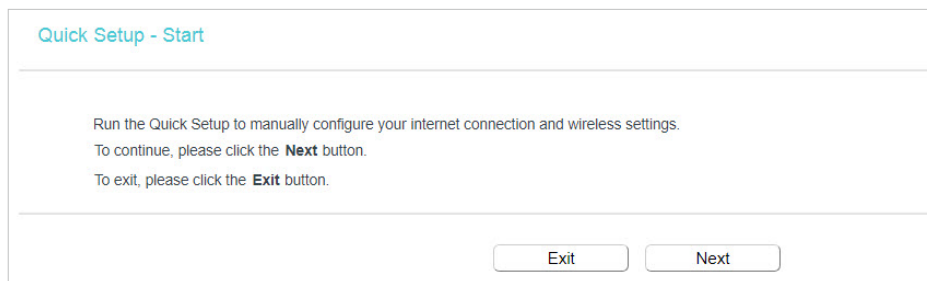 Quick Setup - Start
Run the Quick Setup to manually configure your internet connection and wireless settings.
To continue, please click the Next button.
To exit, please click the Exit button.
Exit Next